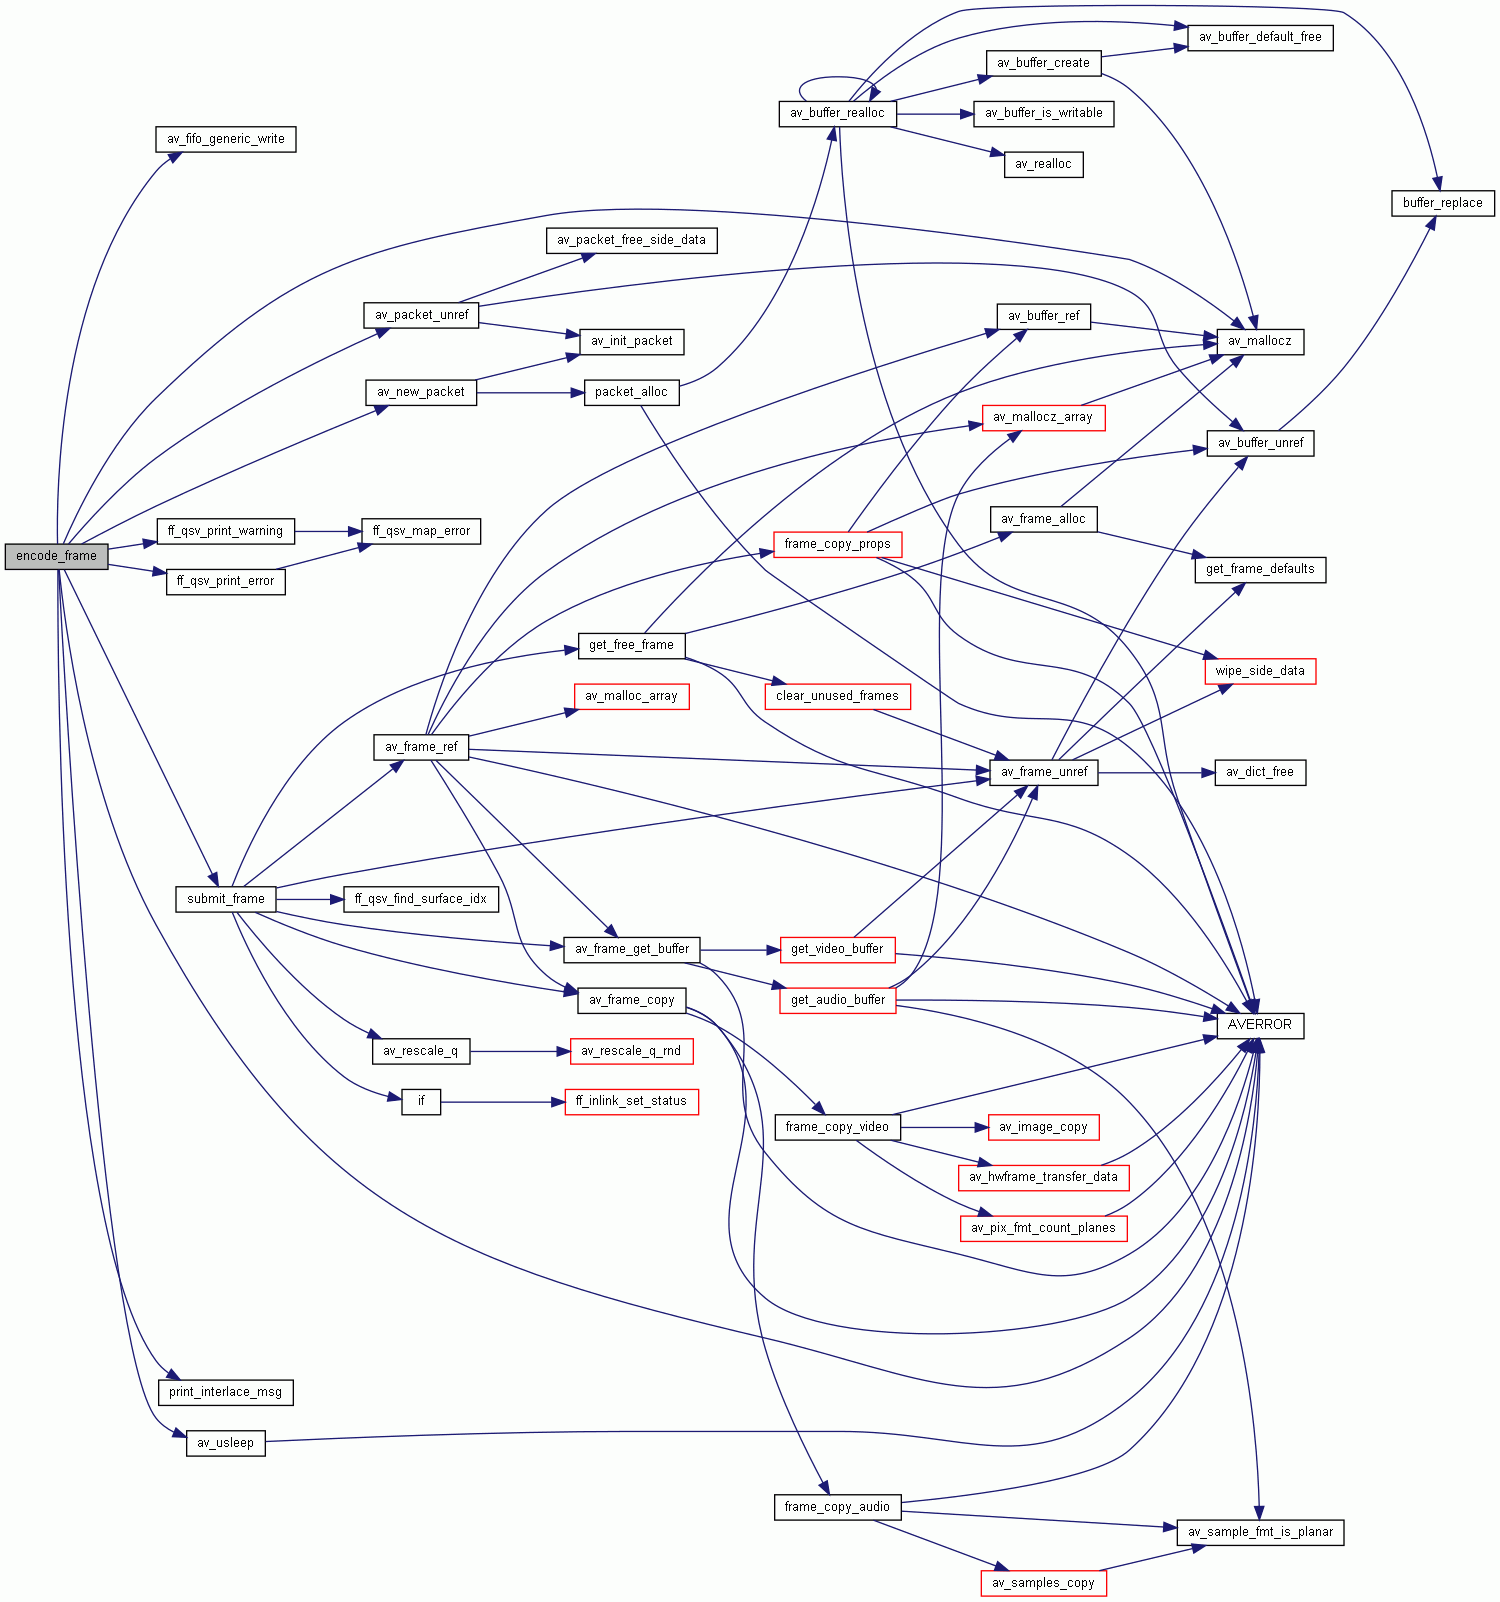 av_buffer_default_free
av_buffer_create
av_buffer_realloc
av_buffer_is_writable
av_fifo_generic_write
av_realloc
buffer_replace
av_packet_free_side_data
av_packet_unref
av_buffer_ref
av_init_packet
av_mallocz
av_new_packet
packet_alloc
av_mallocz_array
av_buffer_unref
av_frame_alloc
ff_qsv_print_warning
ff_qsv_map_error
frame_copy_props
encode_frame
get_frame_defaults
ff_qsv_print_error
get_free_frame
wipe_side_data
av_malloc_array
clear_unused_frames
av_frame_ref
av_frame_unref
av_dict_free
submit_frame
ff_qsv_find_surface_idx
av_frame_get_buffer
get_video_buffer
av_frame_copy
get_audio_buffer
AVERROR
av_rescale_q
av_rescale_q_rnd
if
ff_inlink_set_status
frame_copy_video
av_image_copy
av_hwframe_transfer_data
av_pix_fmt_count_planes
print_interlace_msg
av_usleep
frame_copy_audio
av_sample_fmt_is_planar
av_samples_copy